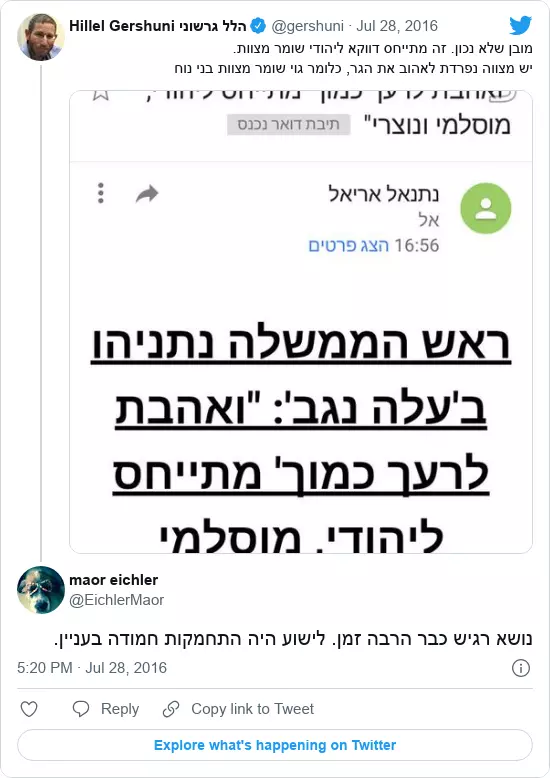 Hillel Gershuni הלל גרשוני @gershuni · Jul 28, 2016
מובן שלא נכון. זה מתייחס דווקא ליהודי שומר מצוות.
יש מצווה נפרדת לאהוב את הגר, כלומר גוי שומר מצוות בני נוח
"ואהבת לרעך כמוך' מתייחס ליהודי,
מוסלמי ונוצרי" תיבת דואר נכנס
נתנאל אריאל
אל
16:56 הצג פרטים
ראש הממשלה נתניהו
ב'עלה נגב': "ואהבת
לרעך כמוך' מתייחס
ליהודי, מוסלמי
maor eichler
@EichlerMaor
נושא רגיש כבר הרבה זמן. לישוע היה התחמקות חמודה בעניין.
5:20 PM · Jul 28, 2016
Reply Copy link to Tweet
Explore what's happening on Twitter